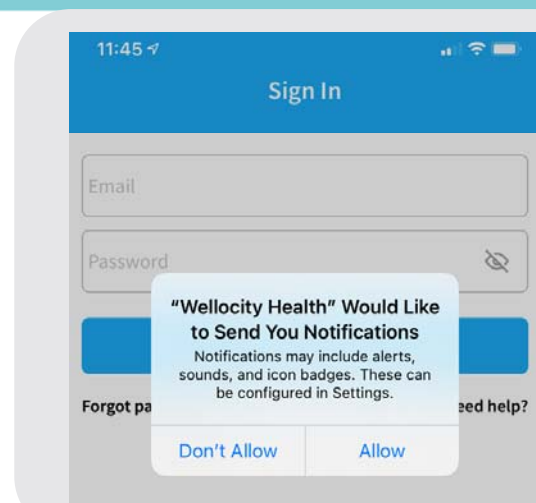 11:45
Sign In
Email
Password
"Wellocity Health" Would Like
to Send You Notifications
Notifications may include alerts,
sounds, and icon badges. These can
be configured in Settings.
Forgot pa eed help?
Don't Allow Allow